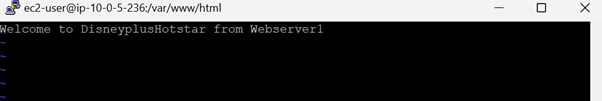 ec2-user@ip-10-0-5-236:/var/www/html
Welcome to DisneyplusHotstar from Webserver1
~
~
~
~
~